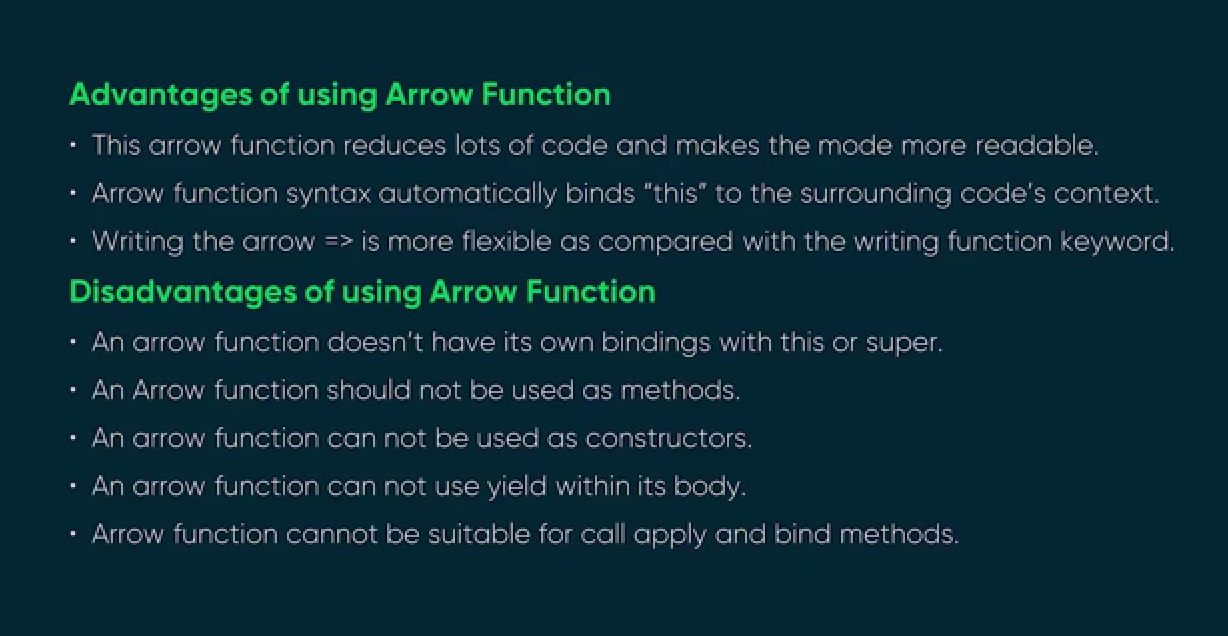 Advantages of using Arrow Function
• This arrow function reduces lots of code and makes the mode more readable.
• Arrow function syntax automatically binds “this” to the surrounding code’s context.
• Writing the arrow => is more flexible as compared with the writing function keyword.
Disadvantages of using Arrow Function
• An arrow function doesn’t have its own bindings with this or super.
• An Arrow function should not be used as methods.
• An arrow function can not be used as constructors.
• An arrow function can not use yield within its body.
• Arrow function cannot be suitable for call apply and bind methods.